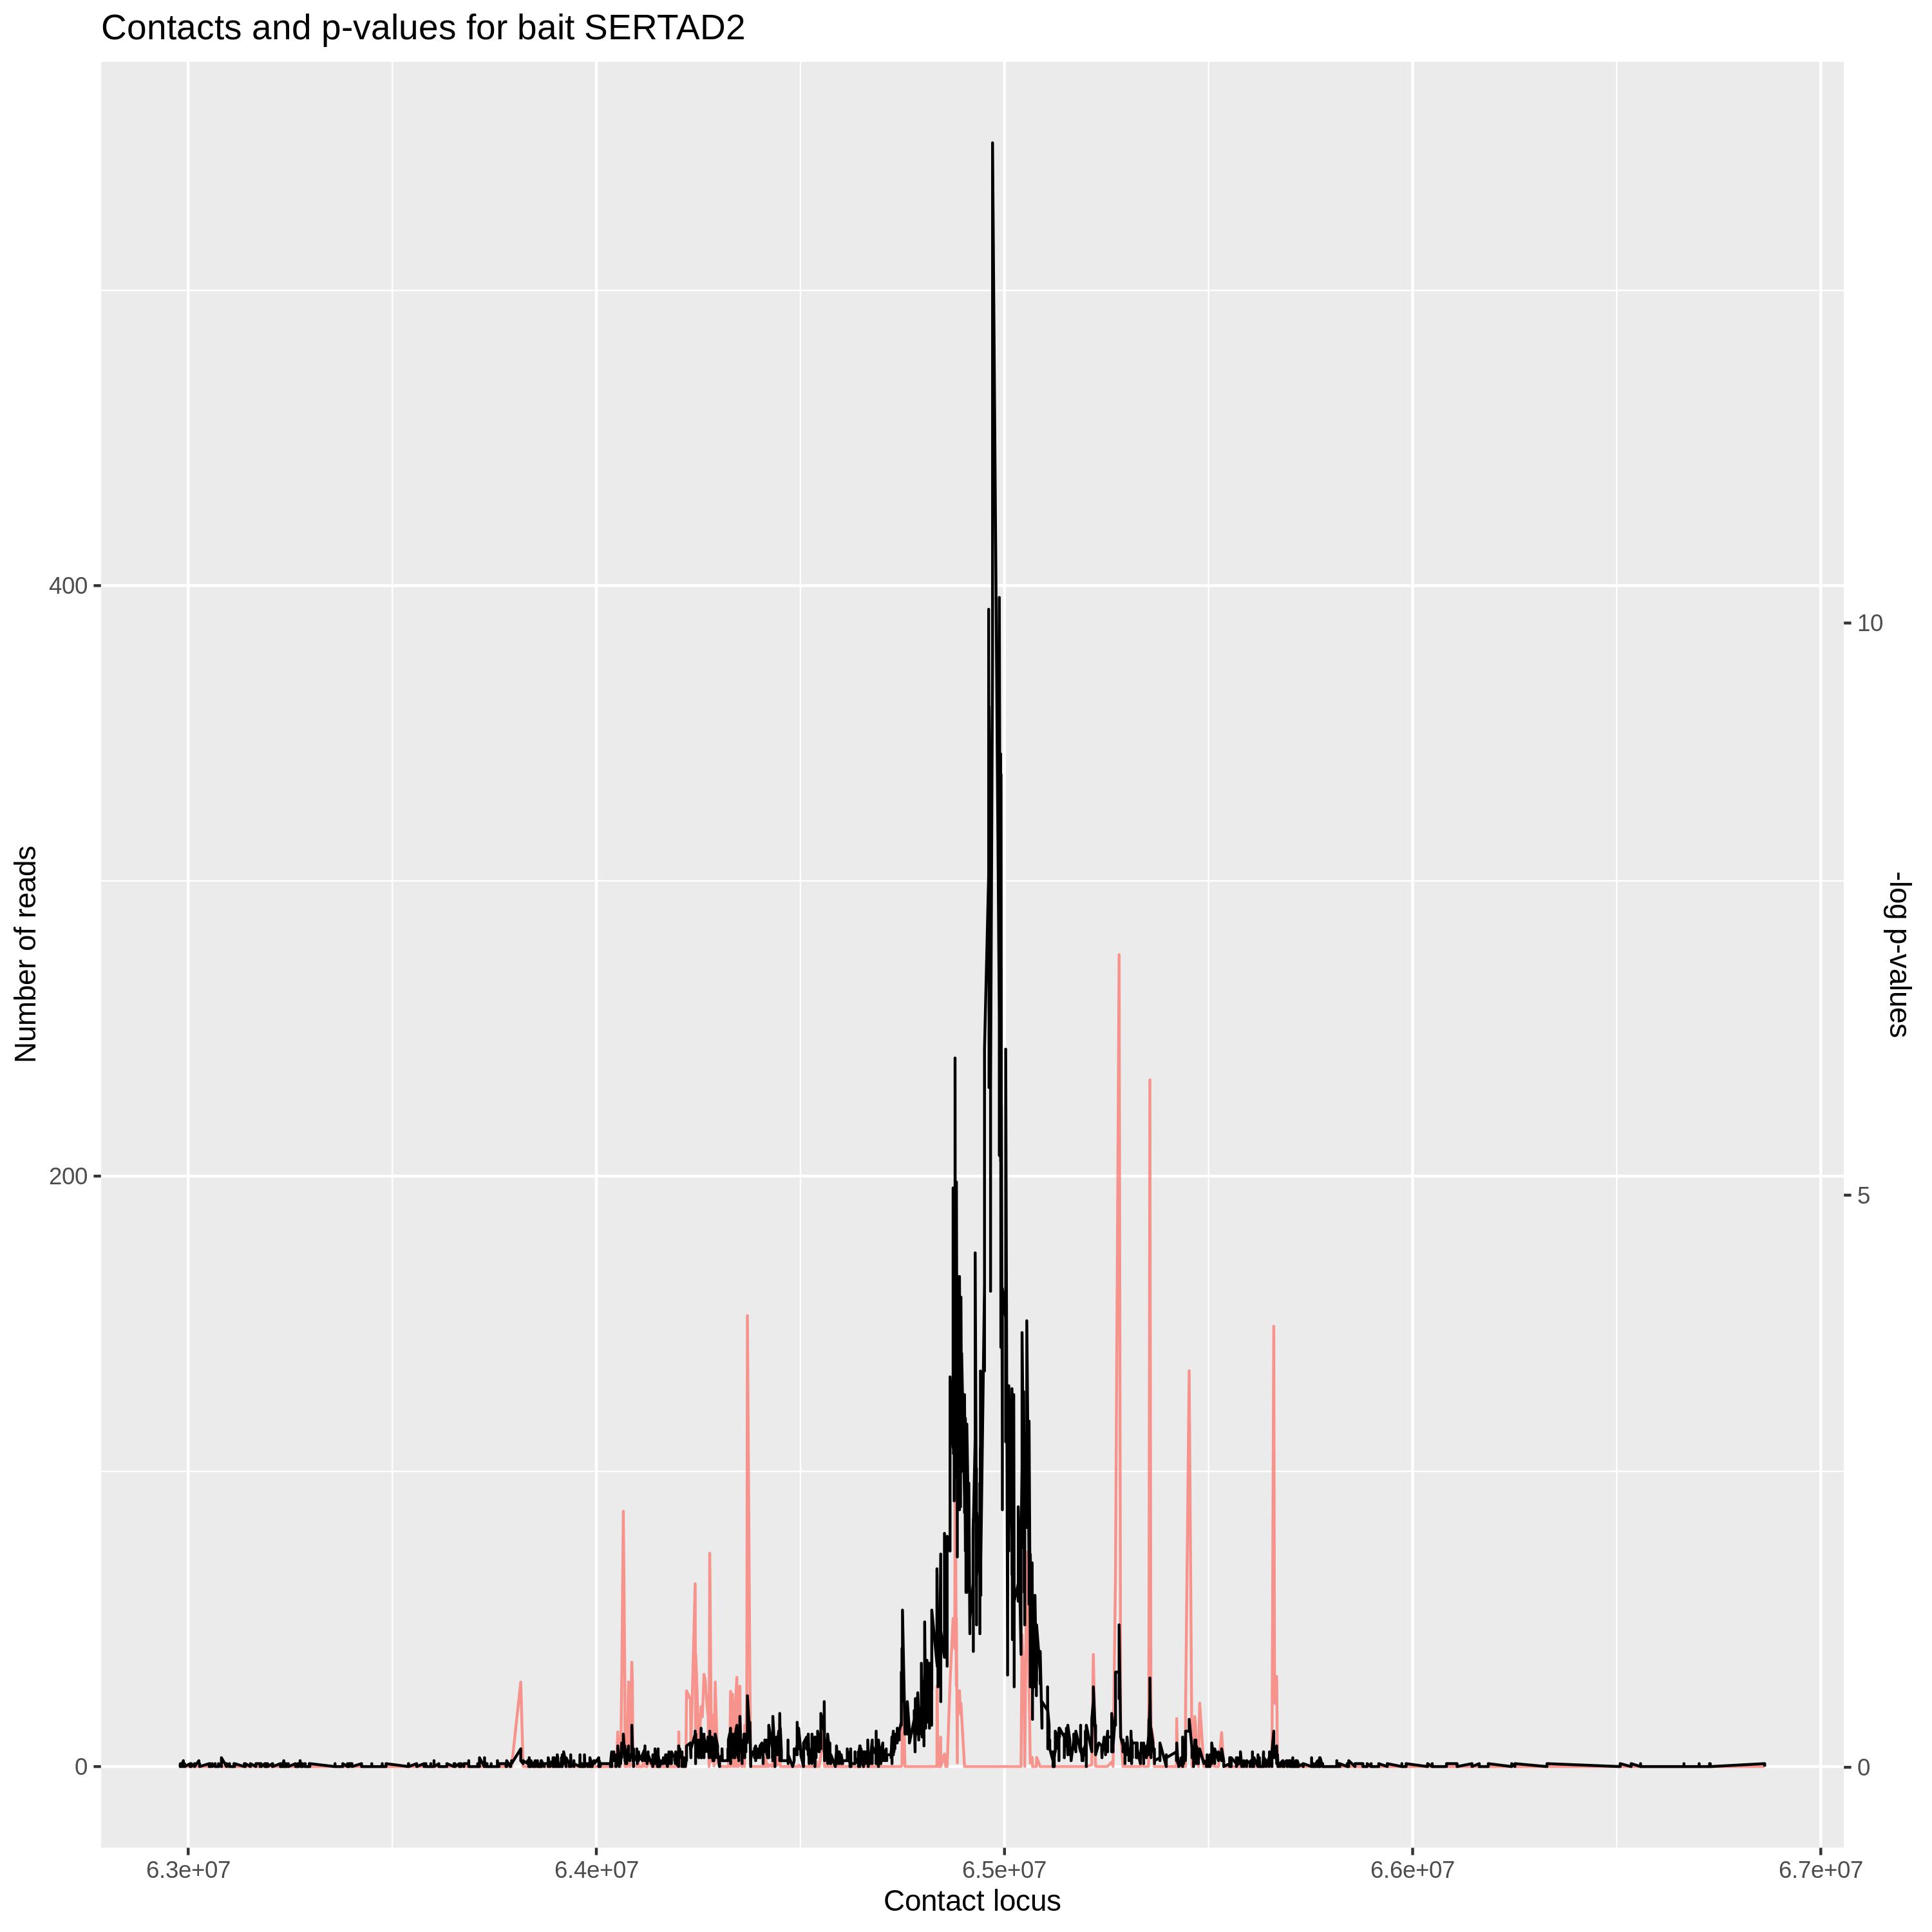 Contacts and p-values for bait SERTAD2
Number of reads
400
200
0
10
5
0
-log p-values
6.3e+07 6.4e+07 6.5e+07 6.6e+07 6.7e+07
Contact locus